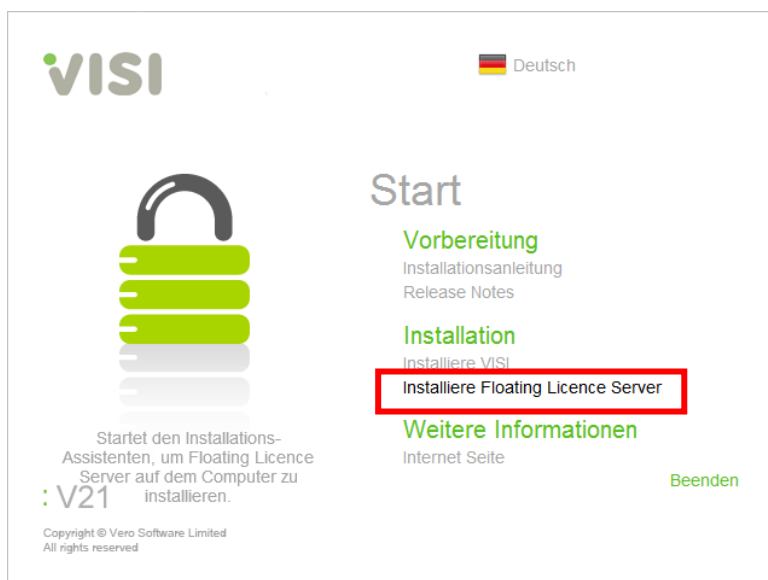 VISI
Deutsch
Start
Vorbereitung
Installationsanleitung
Release Notes
Installation
Installiere VISI
Installiere Floating Licence Server
Weitere Informationen
Internet Seite
Beenden
Startet den Installations-
Assistenten, um Floating Licence
Server auf dem Computer zu
installieren.
: V21
Copyright © Vero Software Limited
All rights reserved